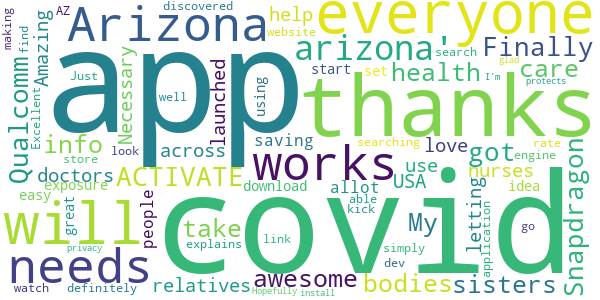 making
AZ
discovered
Arizona
help
website
everyone
find
Amazing
Just
app
arizona'
Finally
search
I'm
glad
Qualcomm
Excellent
store
look
info
Necessary
launched
using
well
start
set
health
care
protects
thanks
across
saving
love
searching
engine
rate
doctors
ACTIVATE
works
got
use
nurses
exposure
download
allot
USA
idea
easy
people
able
kick
letting
application
Snapdragon
great
will
take
covid
My
simply
go
explains
link
dev
privacy
needs
awesome
bodies
sisters
watch
definitely
relatives
Hopefully
install